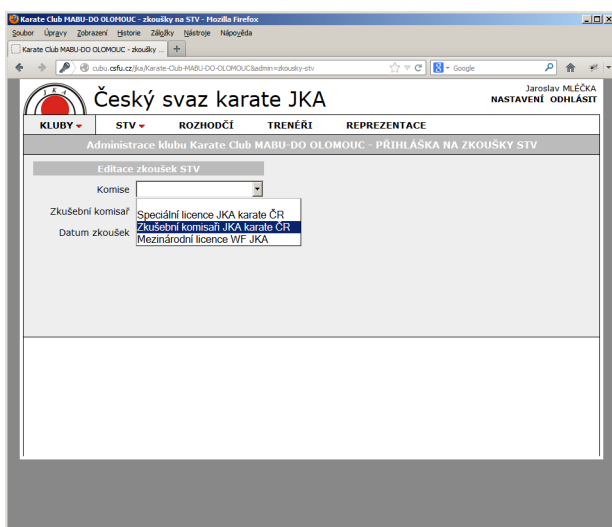 Karate Club MABU-DO OLOMOUC - zkoušky na STV - Mozilla Firefox
Soubor Úpravy Zobrazení Historie Záložky Nástroje Nápověda
Karate Club MABU-DO OLOMOUC - zkoušky ...
cubu.csfu.cz/jka/Karate-Club-MABU-DO-OLOMOUC&admin=zkousky-stv Google
JKA
Český svaz karate JKA
Jaroslav MLÉČKA
NASTAVENÍ ODHLÁSIT
KLUBY STV ROZHODČÍ TRENÉŘI REPREZENTACE
Administrace klubu Karate Club MABU-DO OLOMOUC - PŘIHLÁŠKA NA ZKOUŠKY STV
Editace zkoušek STV
Komise
Zkušební komisař
Speciální licence JKA karate ČR
Zkušební komisaři JKA karate ČR
Datum zkoušek
Mezinárodní licence WF JKA